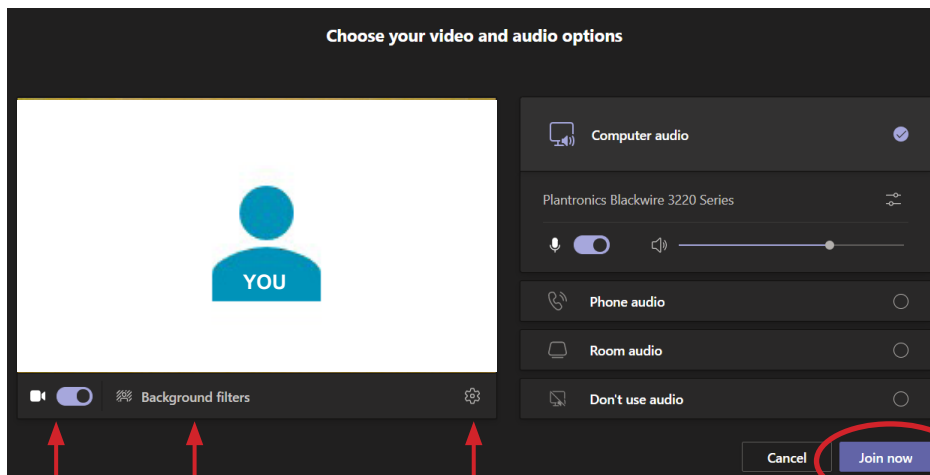 Choose your video and audio options
YOU
Background filters
Computer audio
Plantronics Blackwire 3220 Series
Phone audio
Room audio
Don't use audio
Cancel
Join now